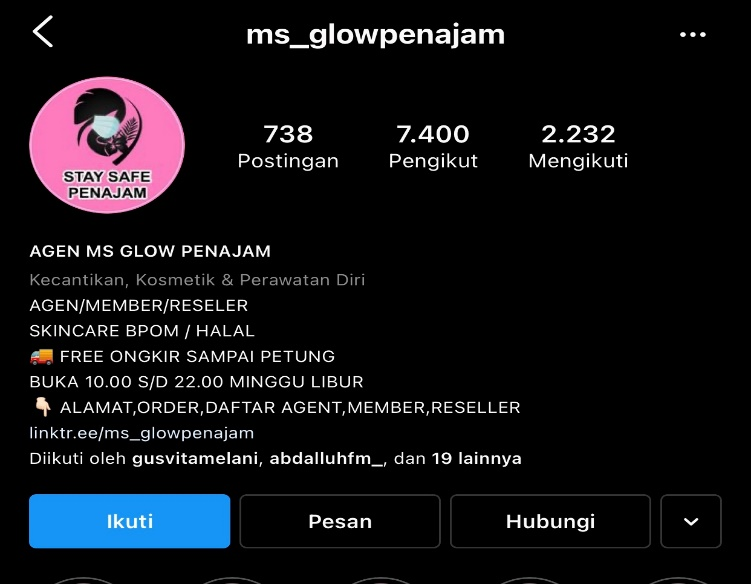 ms_glowpenajam
738
Postingan
7.400
Pengikut
2.232
Mengikuti
STAY SAFE
PENAJAM
AGEN MS GLOW PENAJAM
Kecantikan, Kosmetik & Perawatan Diri
AGEN/MEMBER/RESELER
SKINCARE BPOM / HALAL
🚚 FREE ONGKIR SAMPAI PETUNG
BUKA 10.00 S/D 22.00 MINGGU LIBUR
👇🏻 ALAMAT,ORDER,DAFTAR AGENT,MEMBER,RESELLER
linktr.ee/ms_glowpenajam
Diikuti oleh gusvitamelani, abdalluhfm_, dan 19 lainnya
Ikuti
Pesan
Hubungi